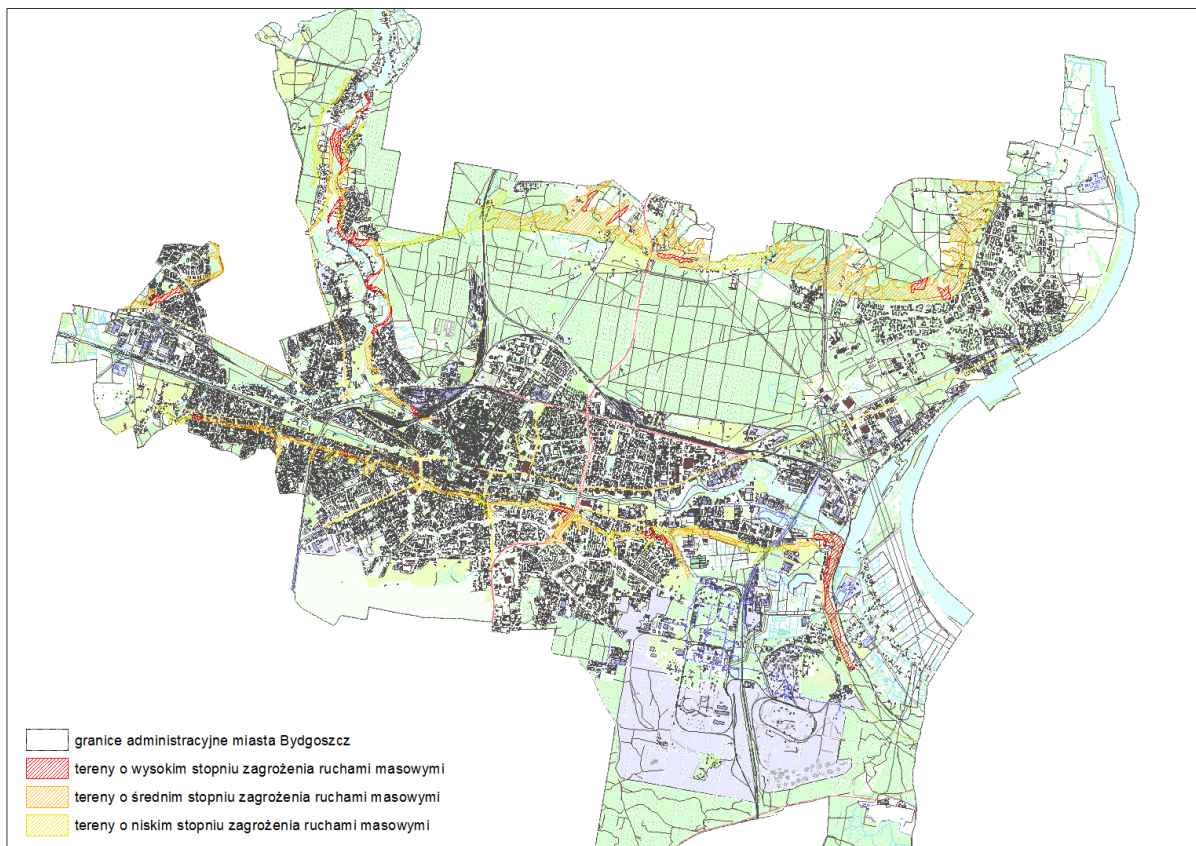 granice administracyjne miasta Bydgoszcz
tereny o wysokim stopniu zagrożenia ruchami masowymi
tereny o średnim stopniu zagrożenia ruchami masowymi
tereny o niskim stopniu zagrożenia ruchami masowymi